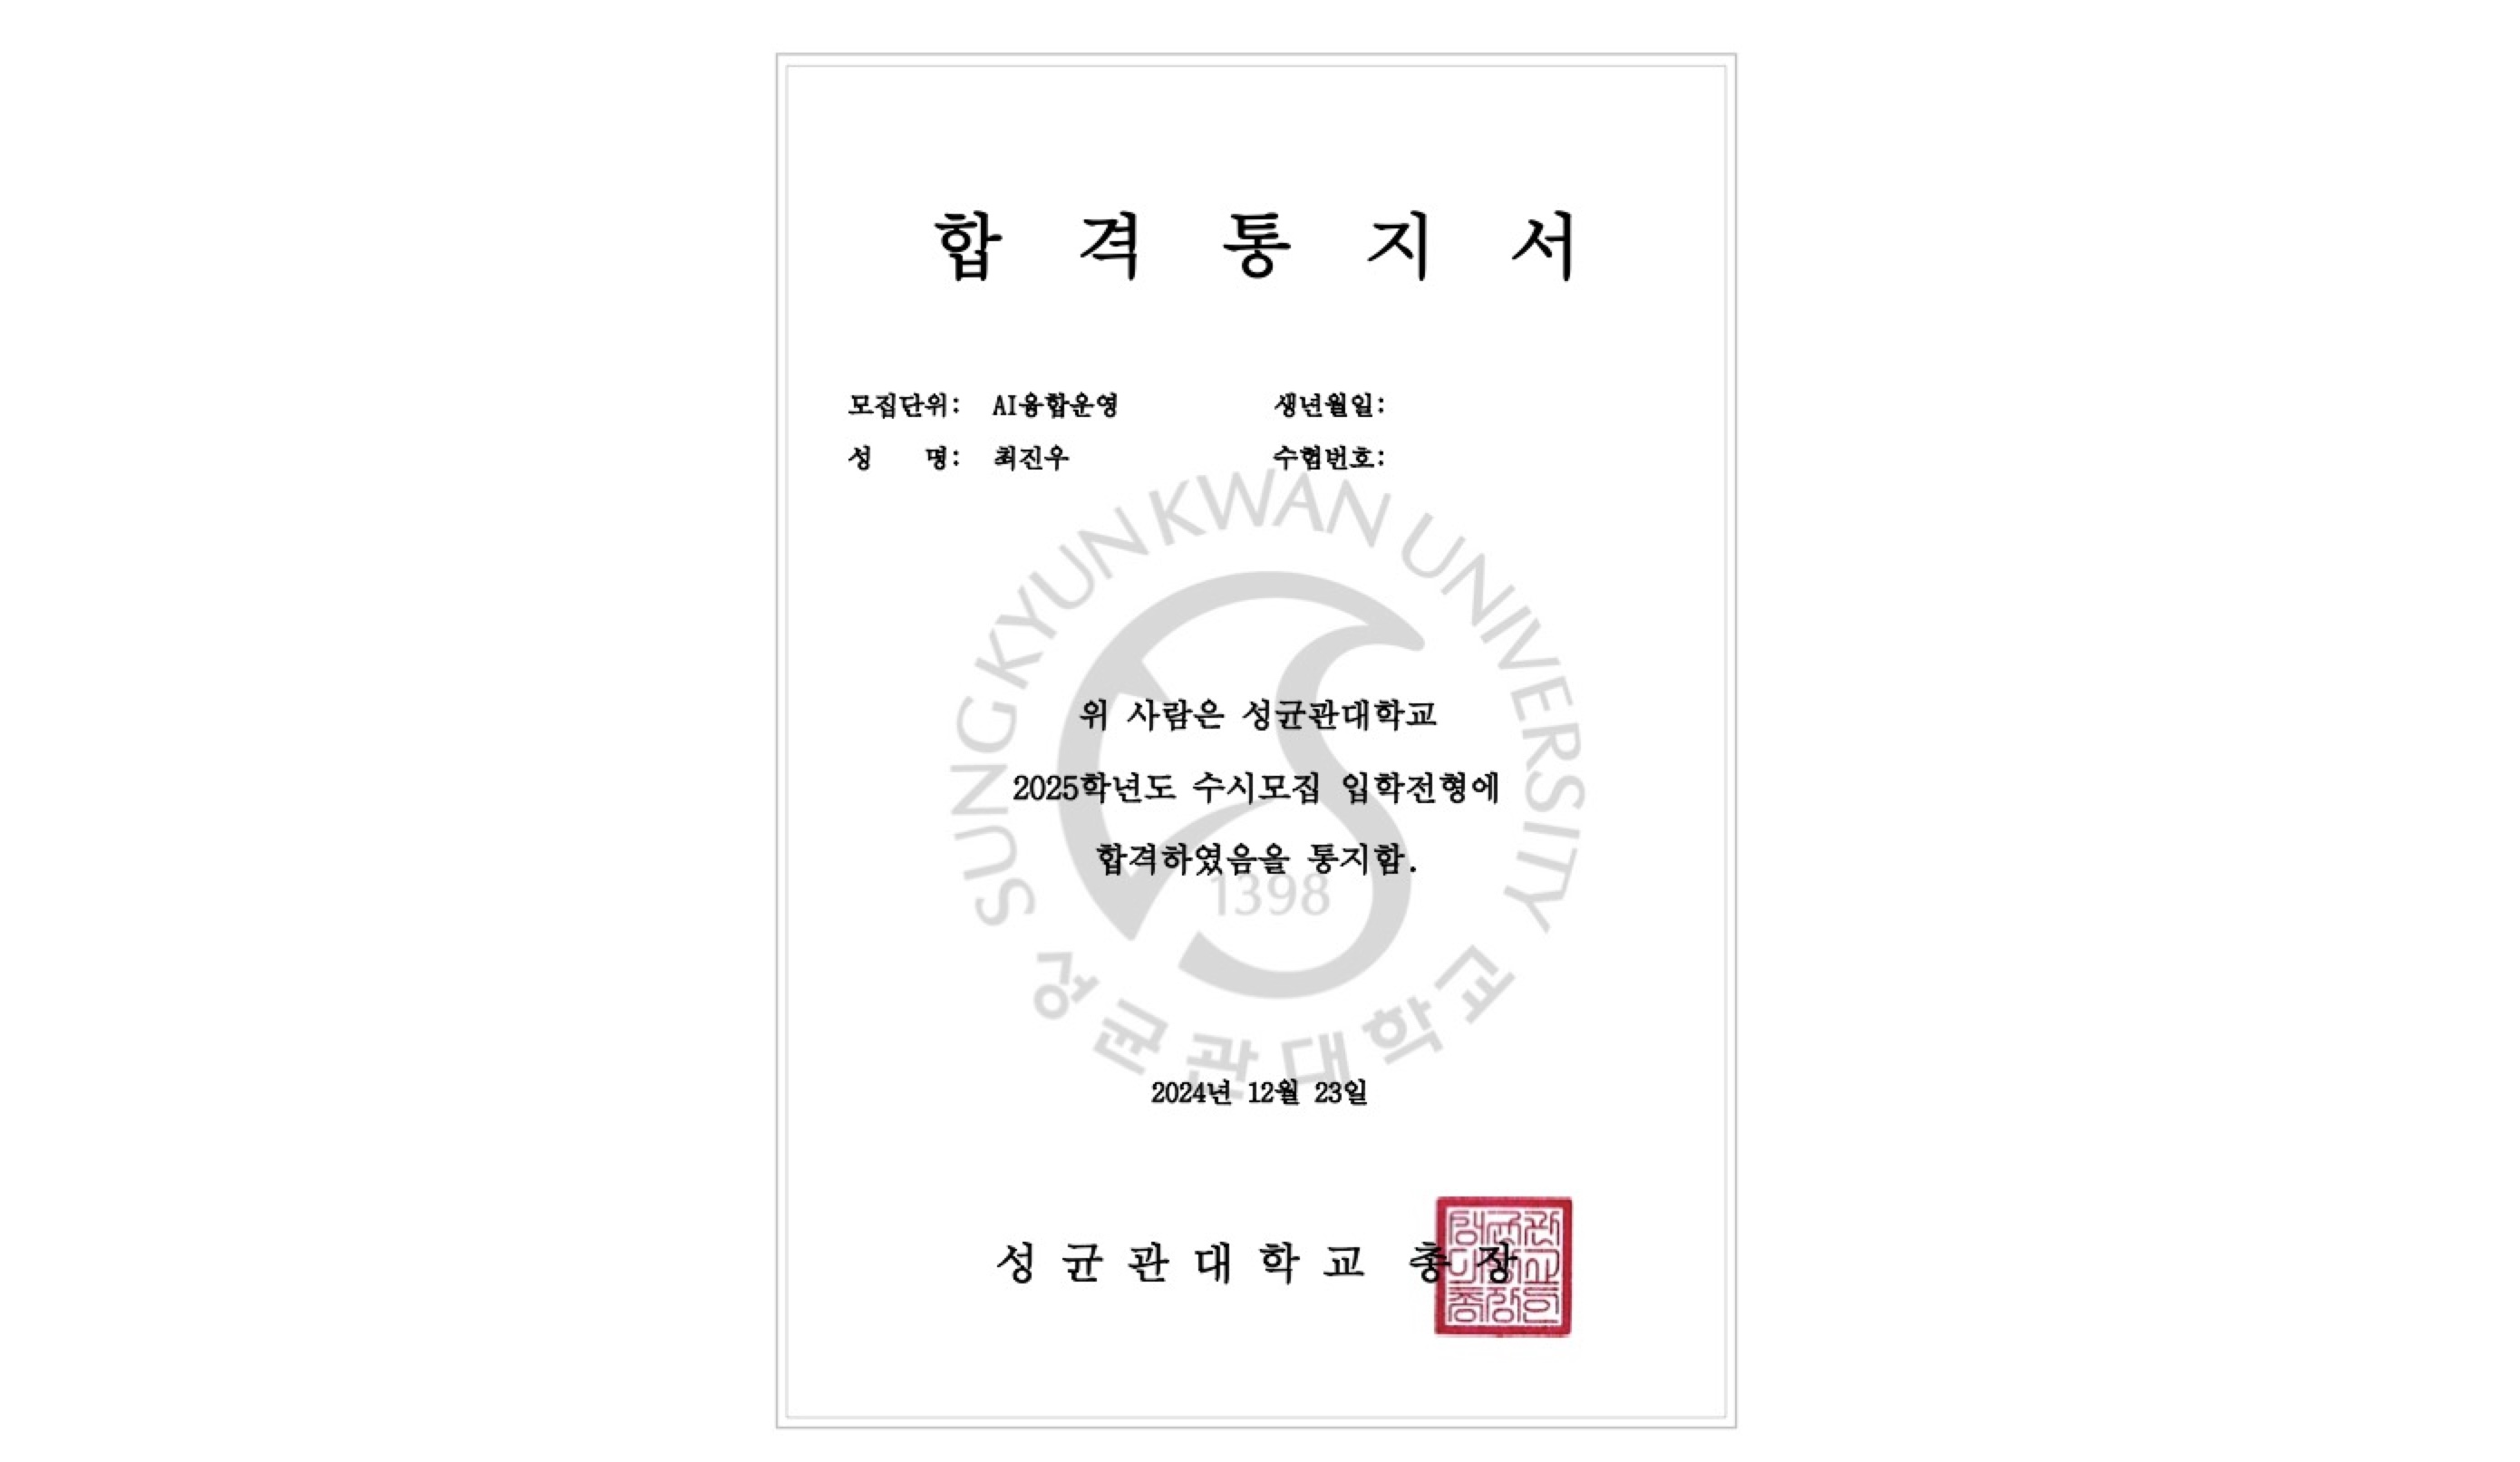 합 격 통 지 서
모집단위: AI융합운영 생년월일:
성 명: 최진우 수험번호:
SUNGKYUNKWAN UNIVERSITY
위 사람은 성균관대학교
2025학년도 수시모집 입학전형에
합격하였음을 통지함.
1398
성균관대학교
2024년 12월 23일
성 균 관 대 학 교 총 장